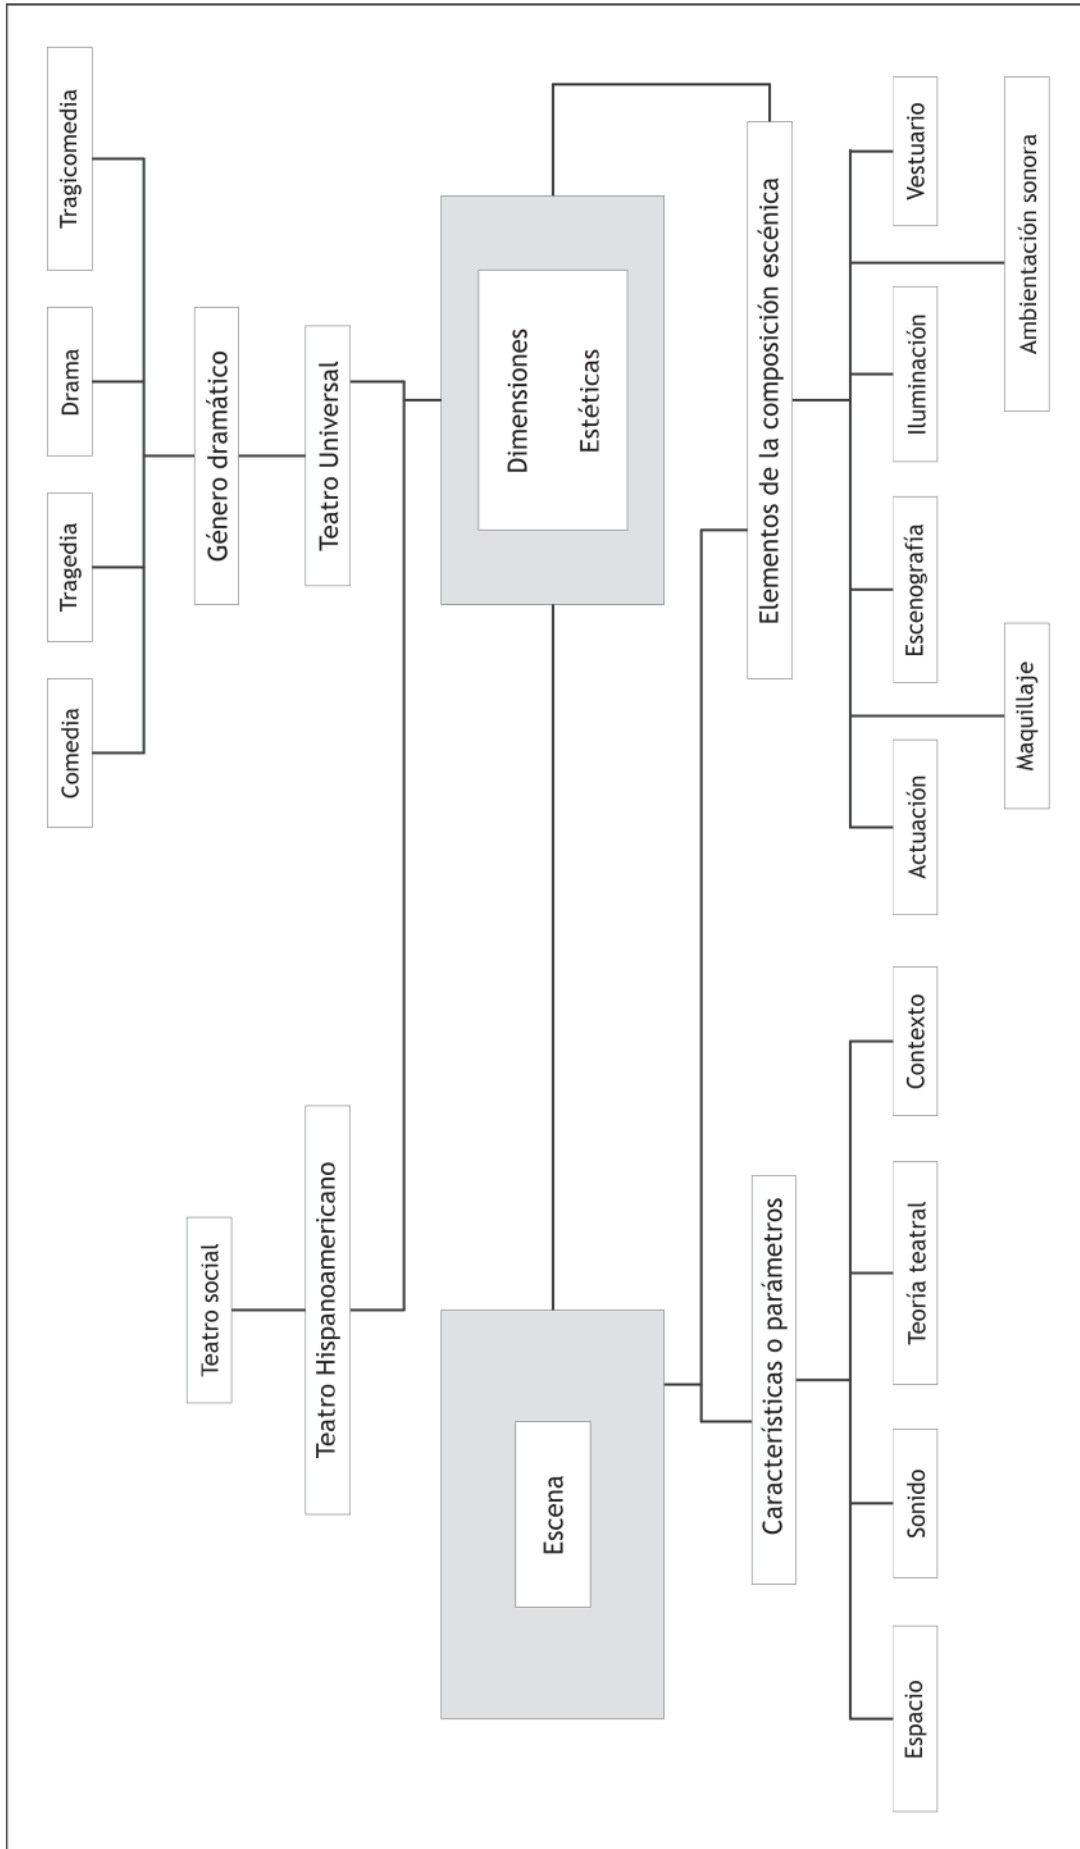 Comedia
Tragedia
Drama
Tragicomedia
Teatro social
Género dramático
Teatro Hispanoamericano
Teatro Universal
Escena
Dimensiones
Estéticas
Características o parámetros
Elementos de la composición escénica
Espacio
Sonido
Teoría teatral
Contexto
Actuación
Escenografía
Iluminación
Vestuario
Maquillaje
Ambientación sonora